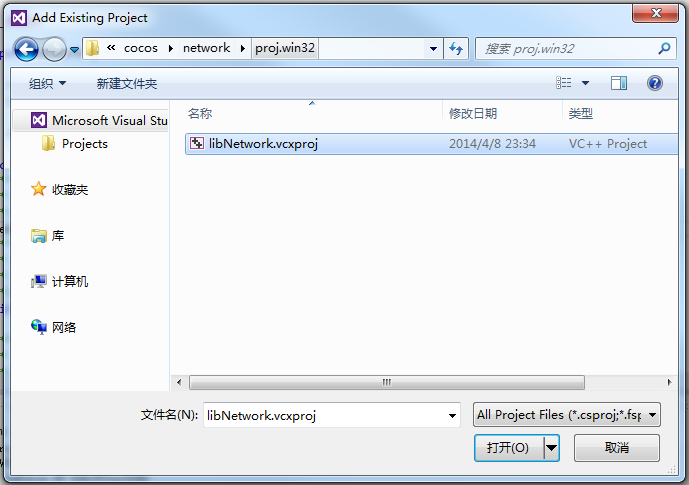 Add Existing Project
« cocos network proj.win32
搜索 proj.win32
组织 新建文件夹
Microsoft Visual Stu
Projects
收藏夹
库
计算机
网络
名称 修改日期 类型
libNetwork.vcxproj 2014/4/8 23:34 VC++ Project
文件名(N): libNetwork.vcxproj All Project Files (*.csproj;*.fsp
打开(O) 取消